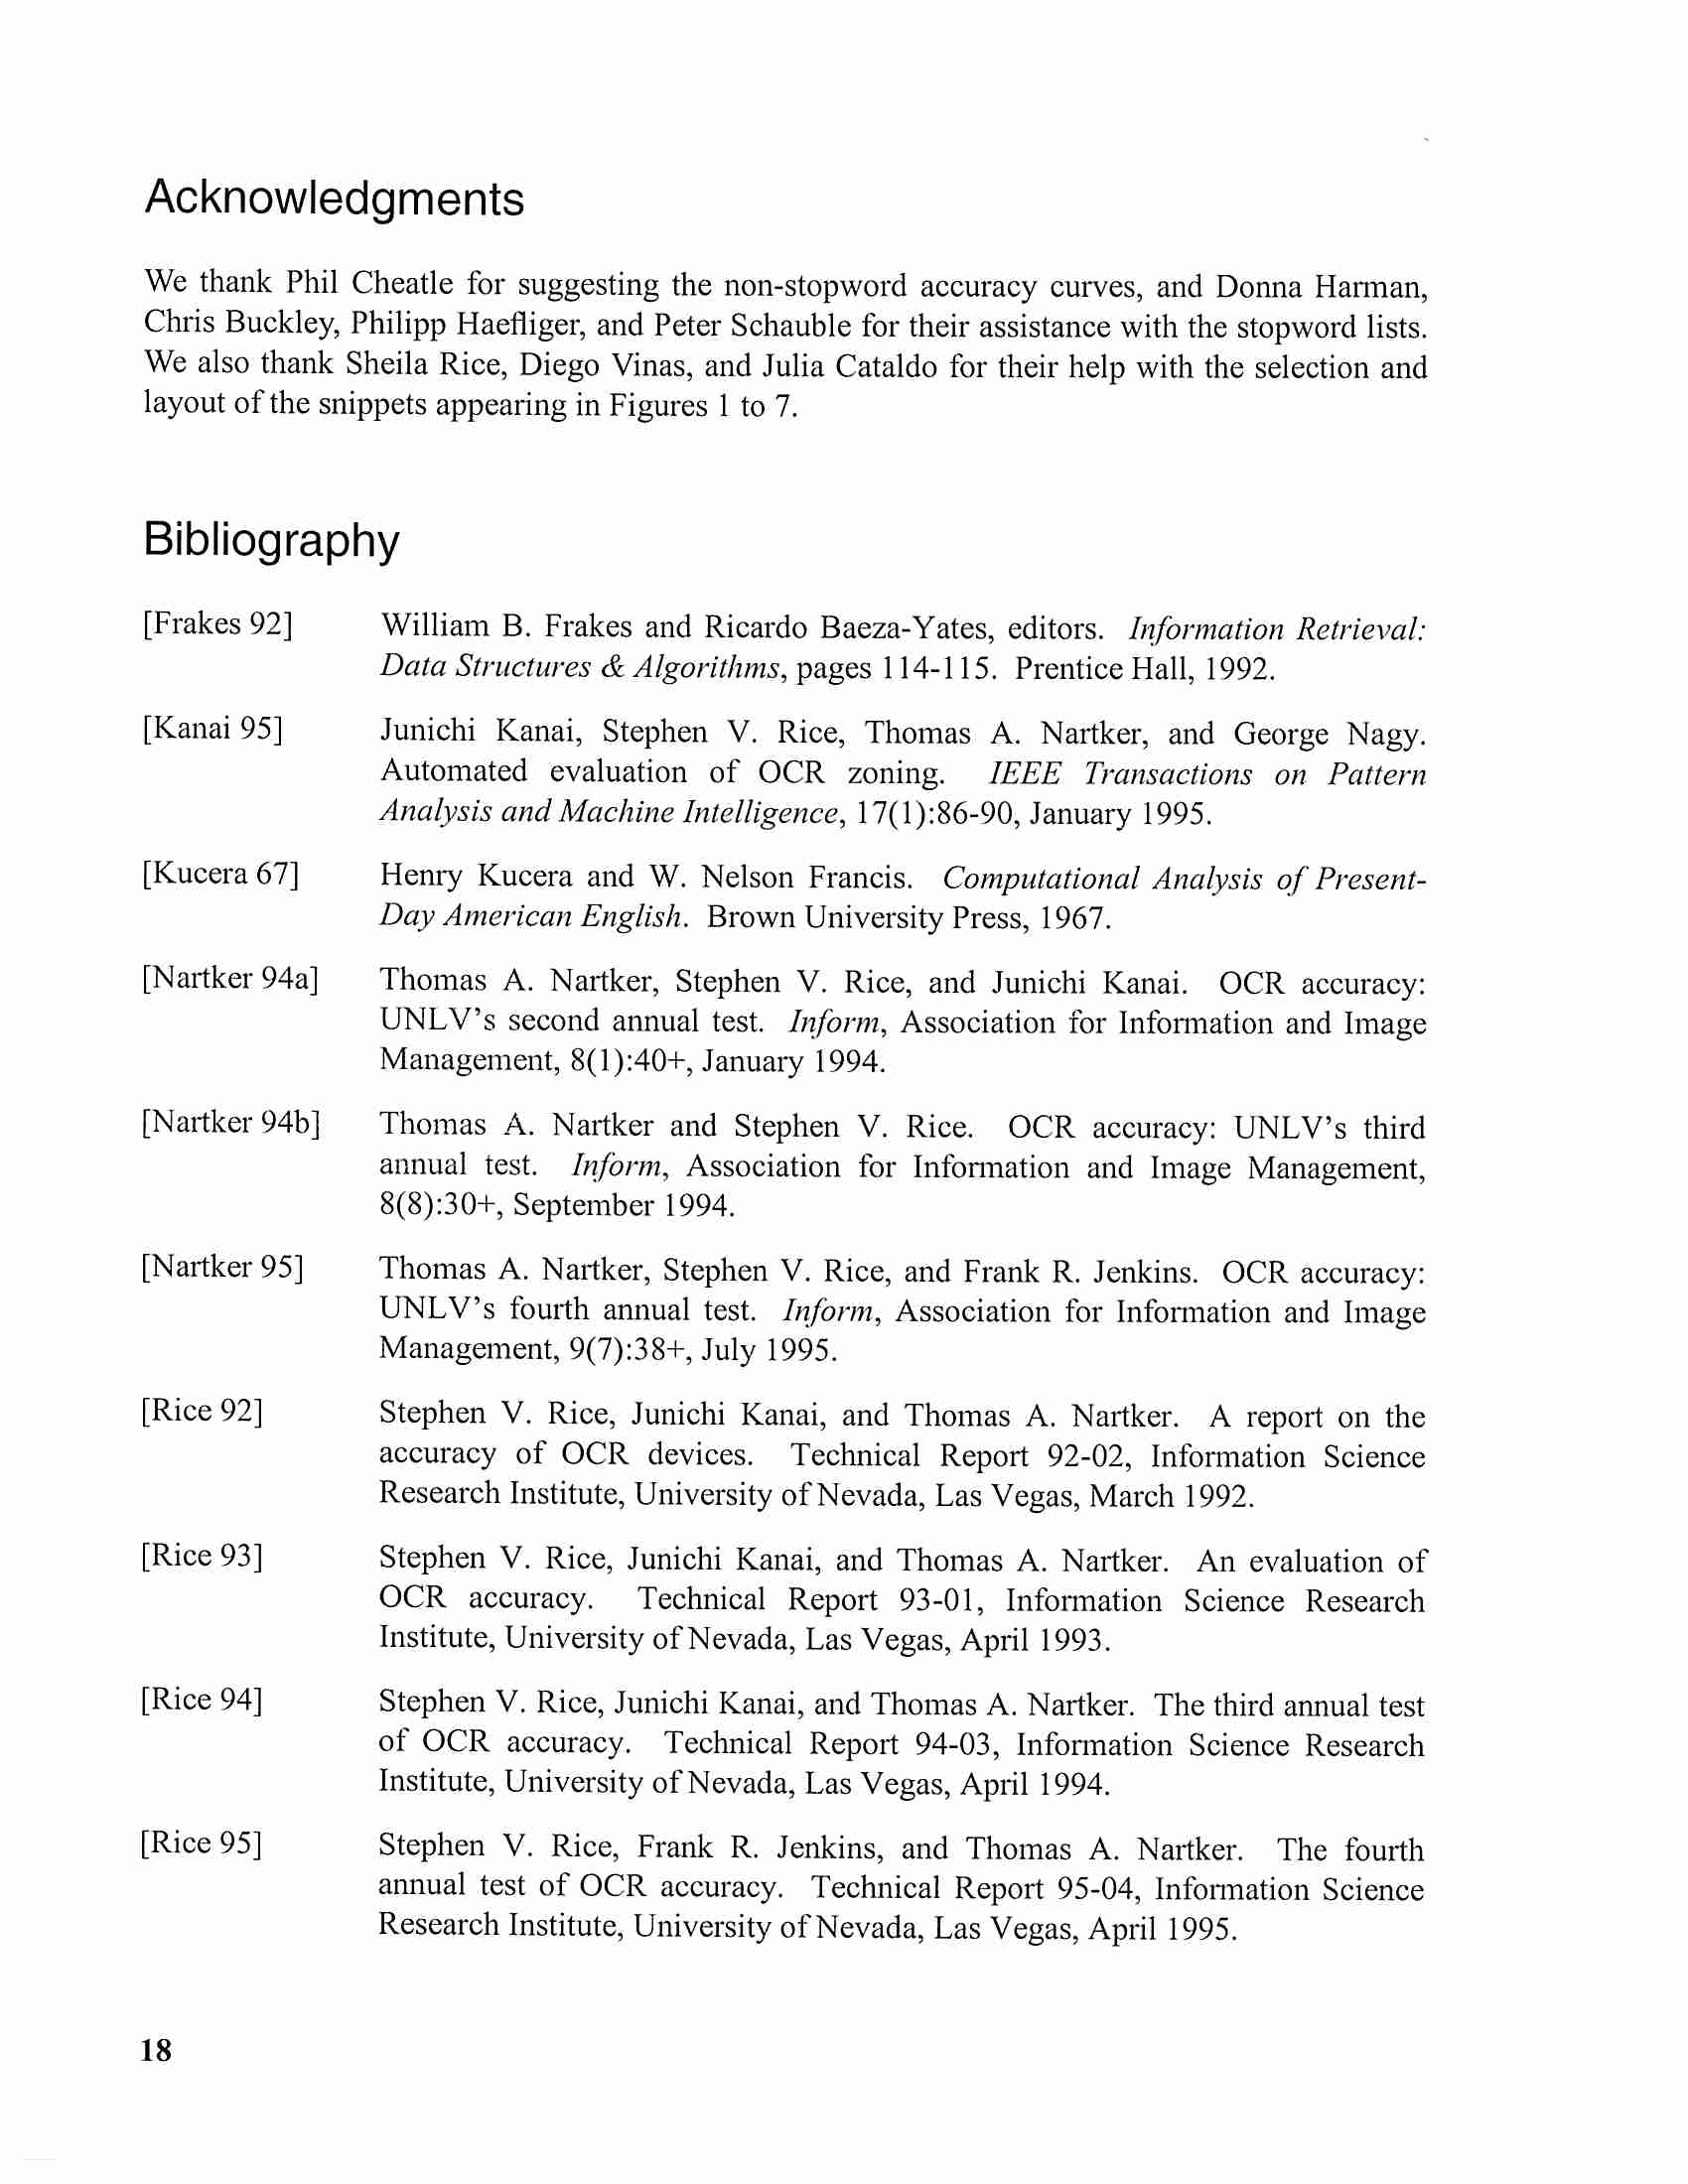 Acknowledgments
We thank Phil Cheatle for suggesting the non-stopword accuracy curves, and Donna Harman,
Chris Buckley, Philipp Haefliger, and Peter Schauble for their assistance with the stopword lists.
We also thank Sheila Rice, Diego Vinas, and Julia Cataldo for their help with the selection and
layout of the snippets appearing in Figures 1 to 7.
Bibliography
[Frakes 92] William B. Frakes and Ricardo Baeza-Yates, editors. Information Retrieval:
Data Structures & Algorithms, pages 114-115. Prentice Hall, 1992.
[Kanai 95] Junichi Kanai, Stephen V. Rice, Thomas A. Nartker, and George Nagy.
Automated evaluation of OCR zoning. IEEE Transactions on Pattern
Analysis and Machine Intelligence, 17(1):86-90, January 1995.
[Kucera 67] Henry Kucera and W. Nelson Francis. Computational Analysis of Present-
Day American English. Brown University Press, 1967.
[Nartker 94a] Thomas A. Nartker, Stephen V. Rice, and Junichi Kanai. OCR accuracy:
UNLV's second annual test. Inform, Association for Information and Image
Management, 8(1):40+, January 1994.
[Nartker 94b] Thomas A. Nartker and Stephen V. Rice. OCR accuracy: UNLV's third
annual test. Inform, Association for Information and Image Management,
8(8):30+, September 1994.
[Nartker 95] Thomas A. Nartker, Stephen V. Rice, and Frank R. Jenkins. OCR accuracy:
UNLV's fourth annual test. Inform, Association for Information and Image
Management, 9(7):38+, July 1995.
[Rice 92] Stephen V. Rice, Junichi Kanai, and Thomas A. Nartker. A report on the
accuracy of OCR devices. Technical Report 92-02, Information Science
Research Institute, University of Nevada, Las Vegas, March 1992.
[Rice 93] Stephen V. Rice, Junichi Kanai, and Thomas A. Nartker. An evaluation of
OCR accuracy. Technical Report 93-01, Information Science Research
Institute, University of Nevada, Las Vegas, April 1993.
[Rice 94] Stephen V. Rice, Junichi Kanai, and Thomas A. Nartker. The third annual test
of OCR accuracy. Technical Report 94-03, Information Science Research
Institute, University of Nevada, Las Vegas, April 1994.
[Rice 95] Stephen V. Rice, Frank R. Jenkins, and Thomas A. Nartker. The fourth
annual test of OCR accuracy. Technical Report 95-04, Information Science
Research Institute, University of Nevada, Las Vegas, April 1995.
18